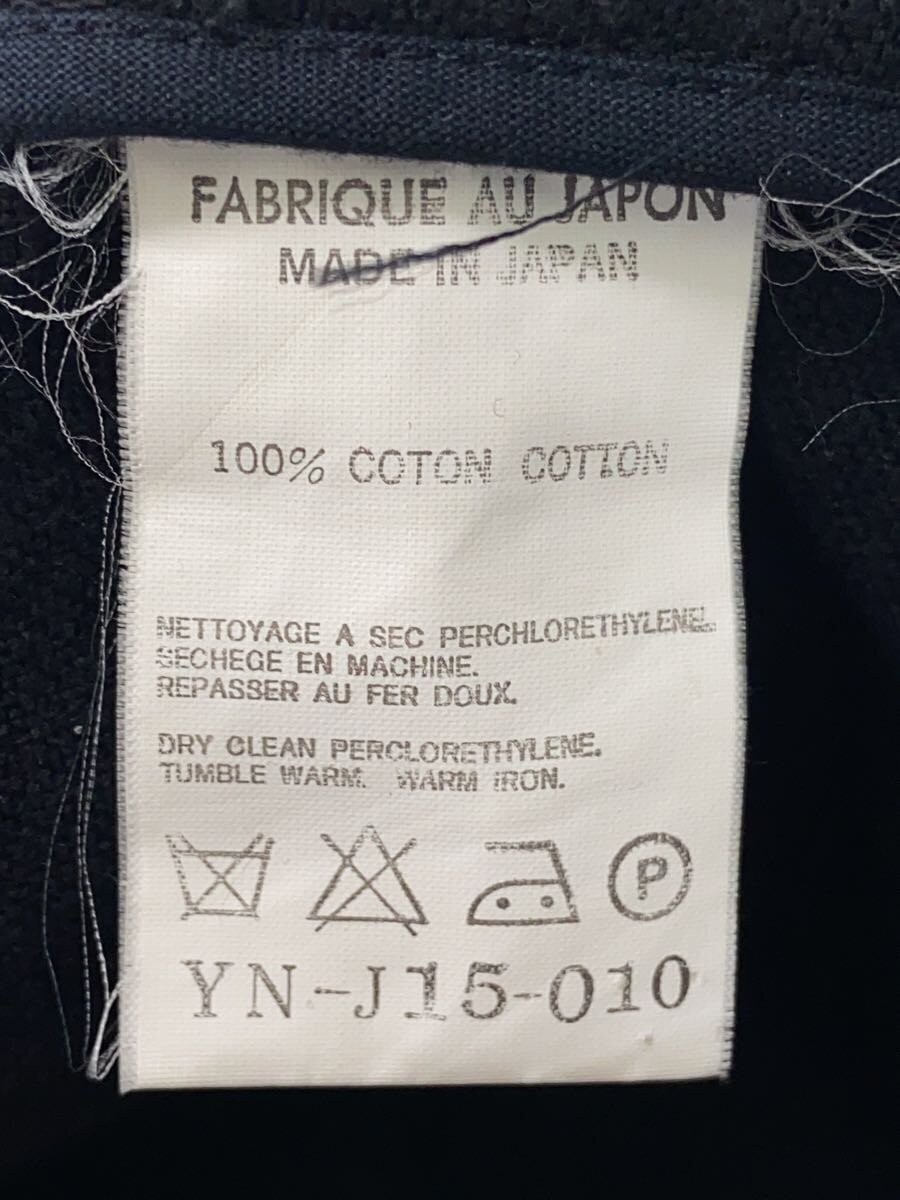 FABRIQUE AU JAPON
MADE IN JAPAN
100% COTON COTTON
NETTOYAGE A SEC PERCHLORETHYLENEL.
SECHEGE EN MACHINE.
REPASSER AU FER DOUX.
DRY CLEAN PERCLORETHYLENE.
TUMBLE WARM. WARM IRON.
P
YN-J15-010